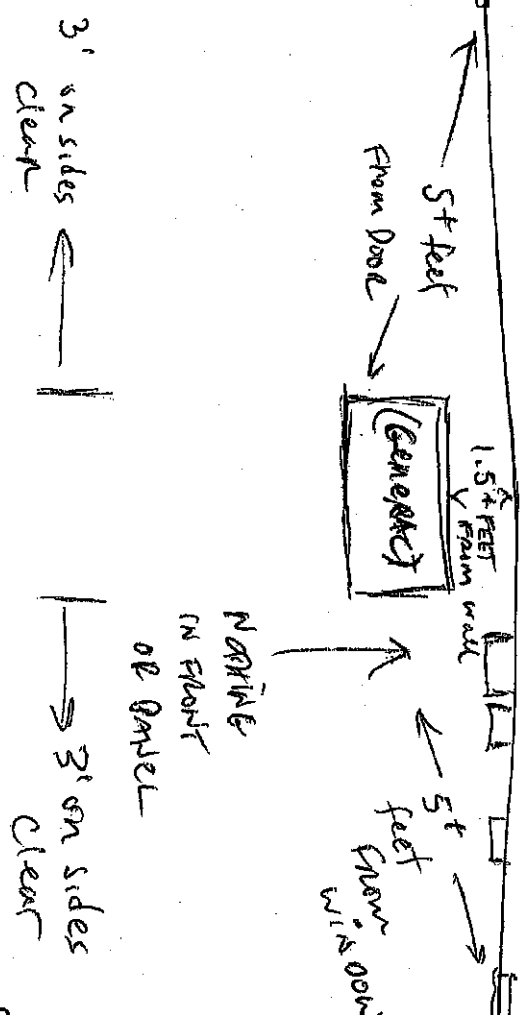 5+ feet
From Door
1.5+ FEET
FROM wall
(GENERAC)
5+
feet
From
WINDOW
NOTHING
IN FRONT
OF PANEL
3' on sides
clear
3' on sides
clear